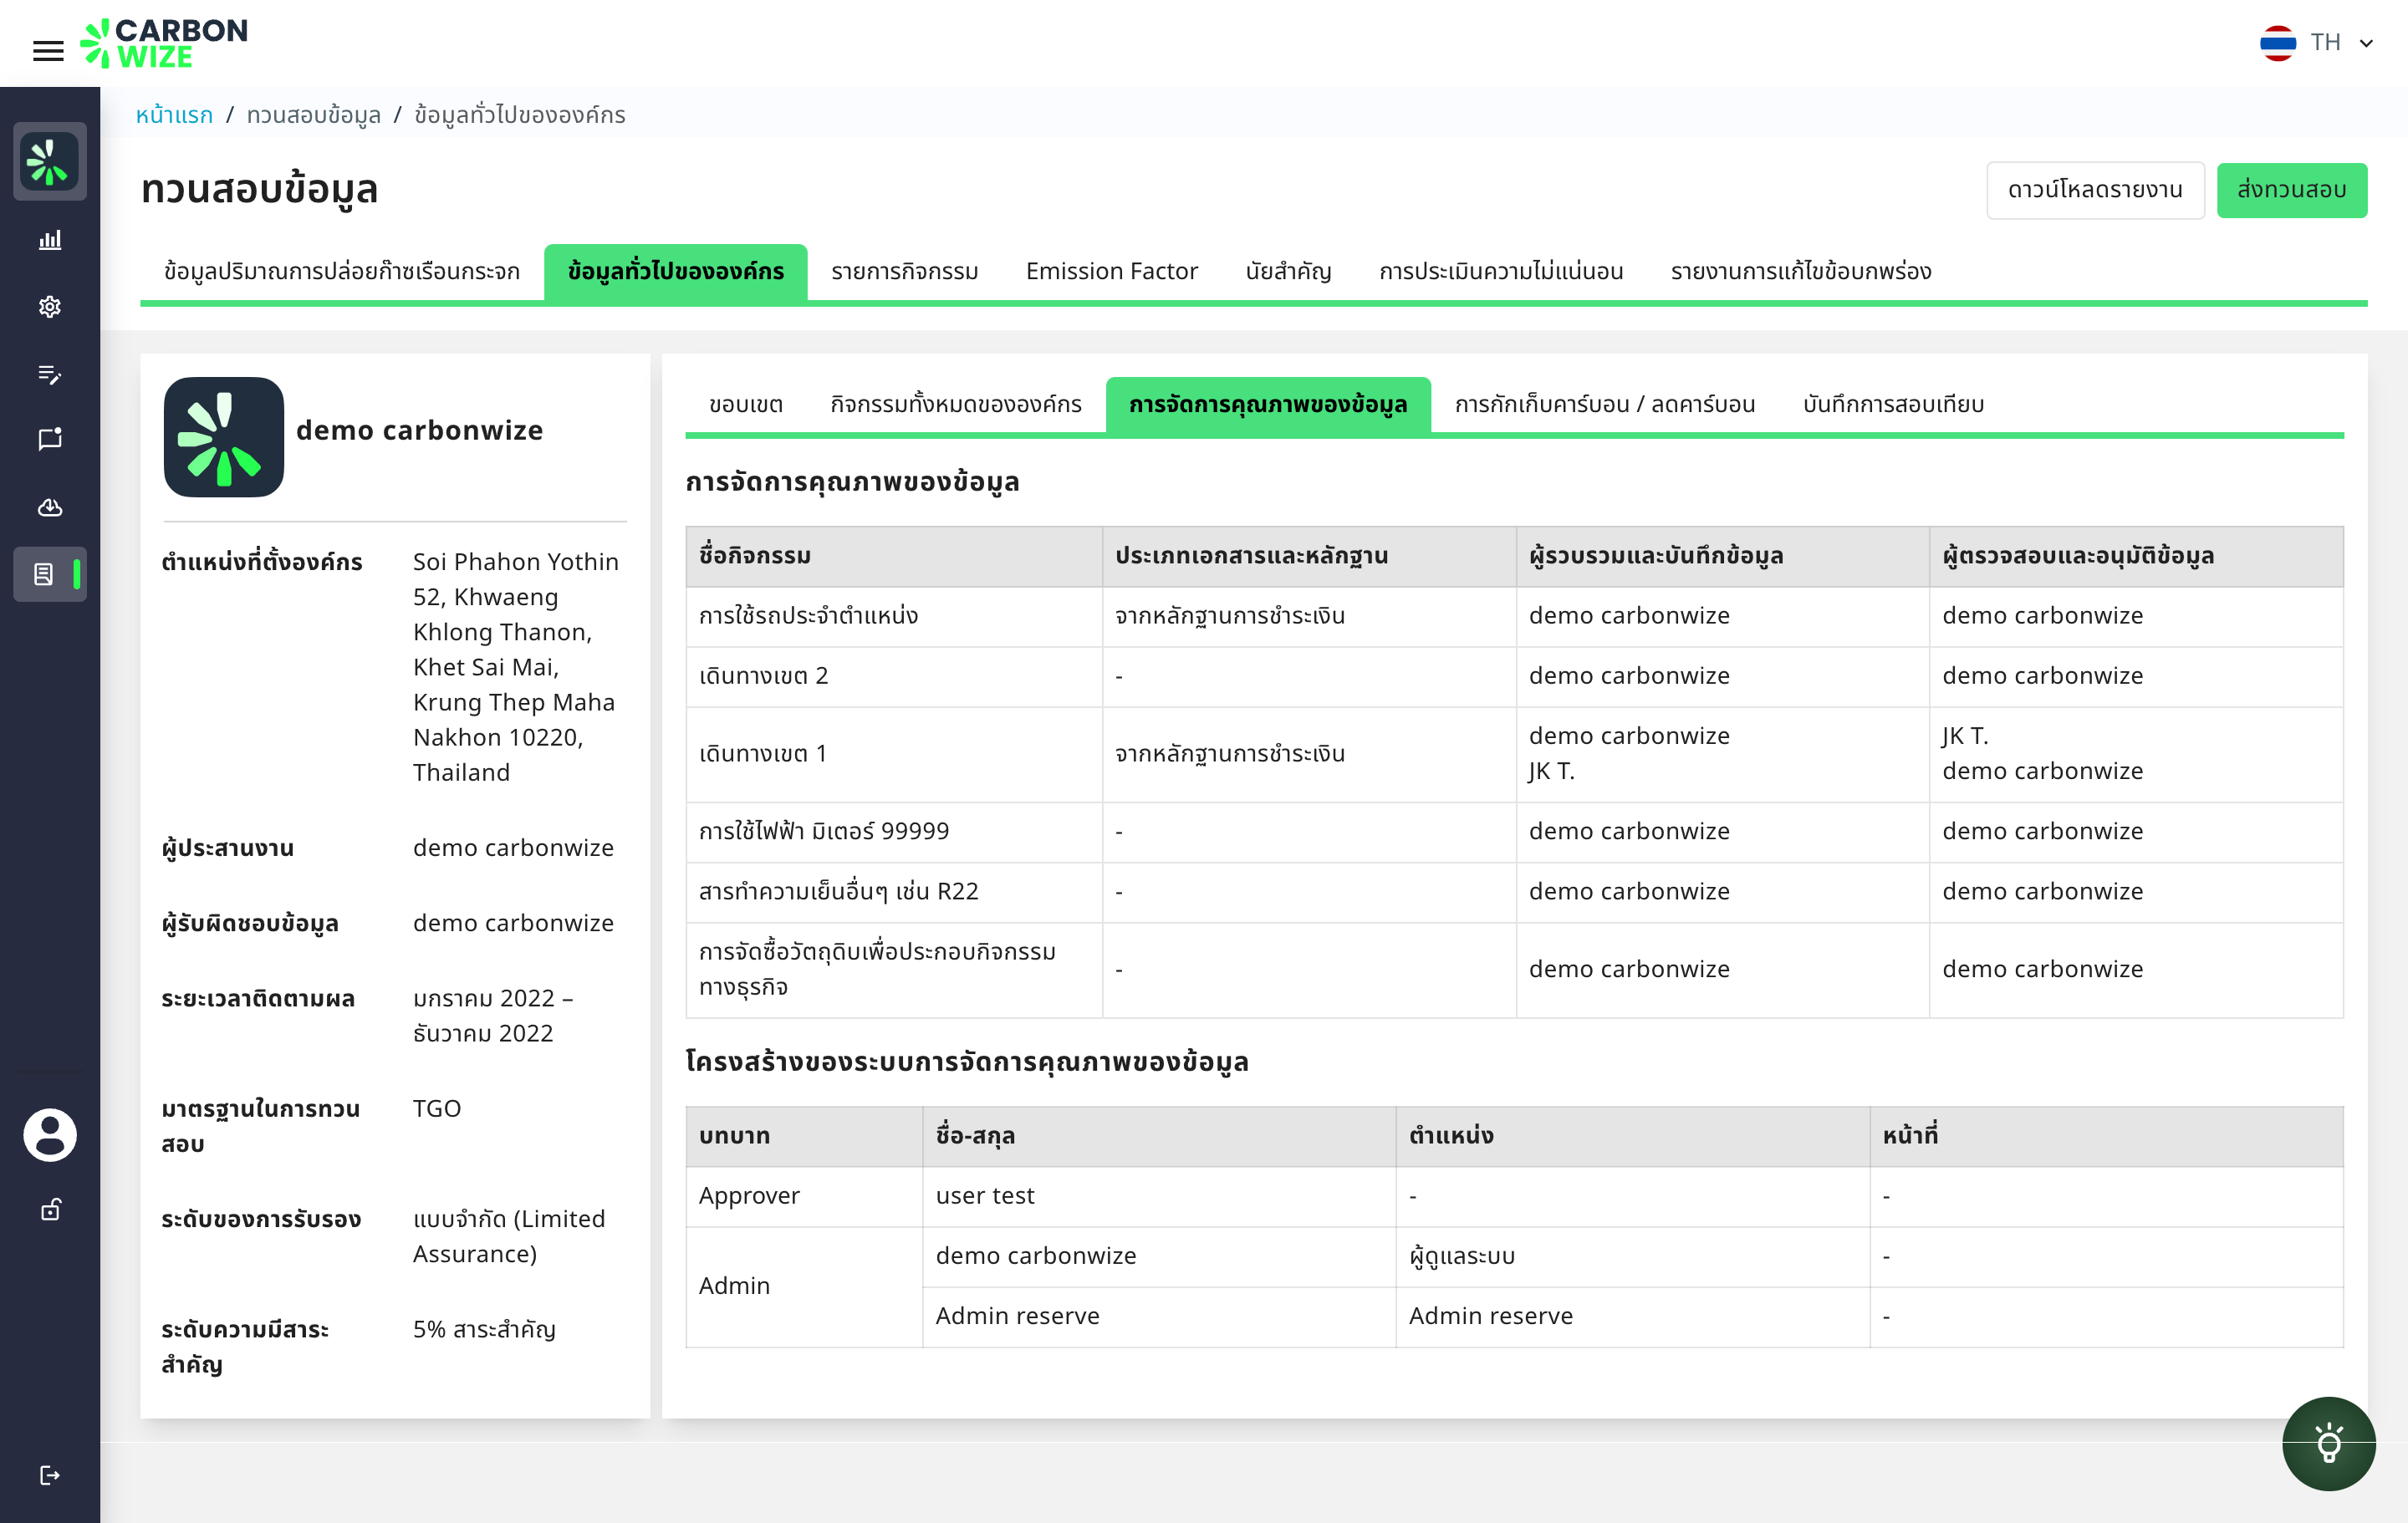 CARBON
WIZE
TH
หน้าแรก / ทวนสอบข้อมูล / ข้อมูลทั่วไปขององค์กร
ทวนสอบข้อมูล
ดาวน์โหลดรายงาน
ส่งทวนสอบ
ข้อมูลปริมาณการปล่อยก๊าซเรือนกระจก ข้อมูลทั่วไปขององค์กร รายการกิจกรรม Emission Factor นัยสำคัญ การประเมินความไม่แน่นอน รายงานการแก้ไขข้อบกพร่อง
demo carbonwize
ตำแหน่งที่ตั้งองค์กร Soi Phahon Yothin
52, Khwaeng
Khlong Thanon,
Khet Sai Mai,
Krung Thep Maha
Nakhon 10220,
Thailand
ผู้ประสานงาน demo carbonwize
ผู้รับผิดชอบข้อมูล demo carbonwize
ระยะเวลาติดตามผล มกราคม 2022 –
ธันวาคม 2022
มาตรฐานในการทวน TGO
สอบ
ระดับของการรับรอง แบบจำกัด (Limited
Assurance)
ระดับความมีสาระ 5% สาระสำคัญ
สำคัญ
ขอบเขต กิจกรรมทั้งหมดขององค์กร การจัดการคุณภาพของข้อมูล การกักเก็บคาร์บอน / ลดคาร์บอน บันทึกการสอบเทียบ
การจัดการคุณภาพของข้อมูล
ชื่อกิจกรรม ประเภทเอกสารและหลักฐาน ผู้รวบรวมและบันทึกข้อมูล ผู้ตรวจสอบและอนุมัติข้อมูล
การใช้รถประจำตำแหน่ง จากหลักฐานการชำระเงิน demo carbonwize demo carbonwize
เดินทางเขต 2 - demo carbonwize demo carbonwize
เดินทางเขต 1 จากหลักฐานการชำระเงิน demo carbonwize JK T.
JK T. demo carbonwize
การใช้ไฟฟ้า มิเตอร์ 99999 - demo carbonwize demo carbonwize
สารทำความเย็นอื่นๆ เช่น R22 - demo carbonwize demo carbonwize
การจัดซื้อวัตถุดิบเพื่อประกอบกิจกรรม - demo carbonwize demo carbonwize
ทางธุรกิจ
โครงสร้างของระบบการจัดการคุณภาพของข้อมูล
บทบาท ชื่อ-สกุล ตำแหน่ง หน้าที่
Approver user test - -
Admin demo carbonwize ผู้ดูแลระบบ -
Admin reserve Admin reserve -